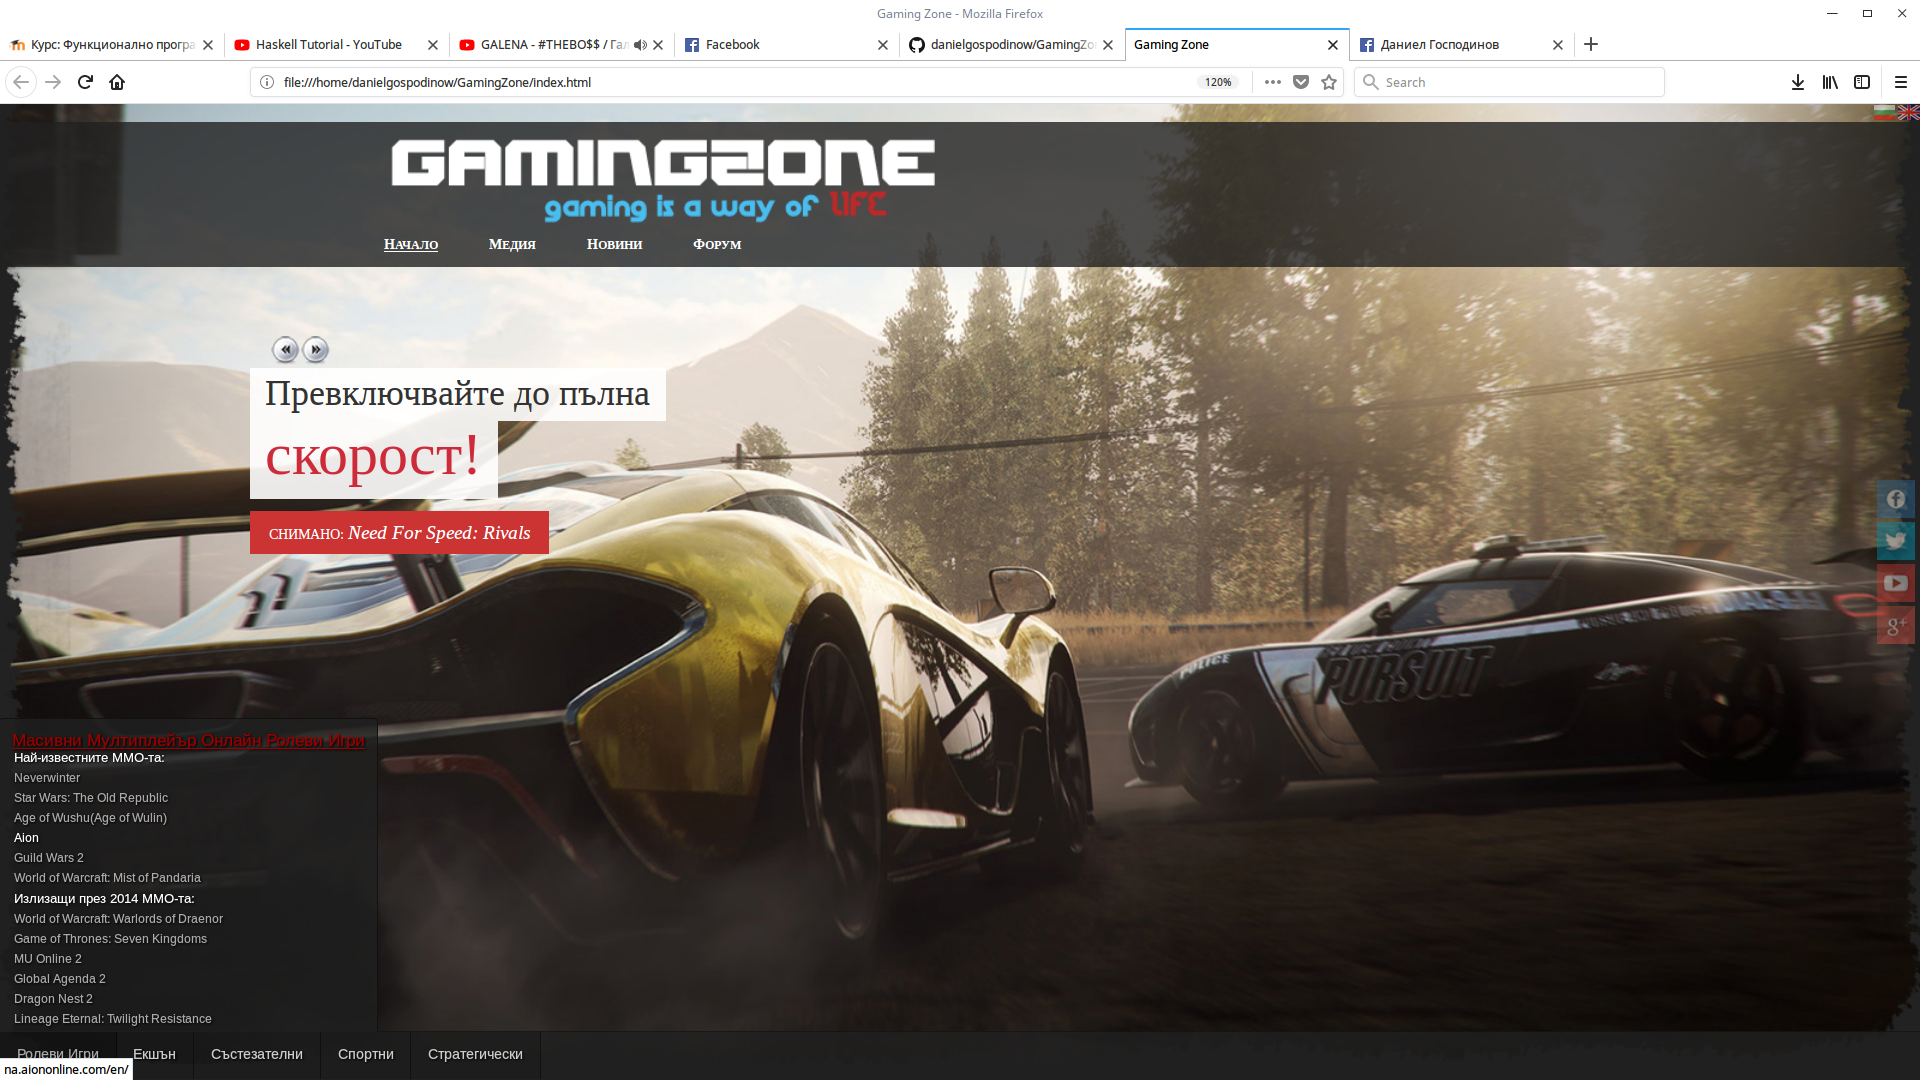 Gaming Zone - Mozilla Firefox
Курс: Функционално програ
Haskell Tutorial - YouTube
GALENA - #THEBO$$ / Гал
Facebook
danielgospodinow/GamingZo
Gaming Zone
Даниел Господинов
file:///home/danielgospodinow/GamingZone/index.html
120%
Search
GAMINGZONE
gaming is a way of LIFE
Начало
Медия
Новини
Форум
Превключвайте до пълна
скорост!
СНИМАНО: Need For Speed: Rivals
POLICE
PURSUIT
g+
Масивни Мултиплейър Онлайн Ролеви Игри
Най-известните ММО-та:
Neverwinter
Star Wars: The Old Republic
Age of Wushu(Age of Wulin)
Aion
Guild Wars 2
World of Warcraft: Mist of Pandaria
Излизащи през 2014 ММО-та:
World of Warcraft: Warlords of Draenor
Game of Thrones: Seven Kingdoms
MU Online 2
Global Agenda 2
Dragon Nest 2
Lineage Eternal: Twilight Resistance
Ролеви Игри
Екшън
Състезателни
Спортни
Стратегически
na.aiononline.com/en/